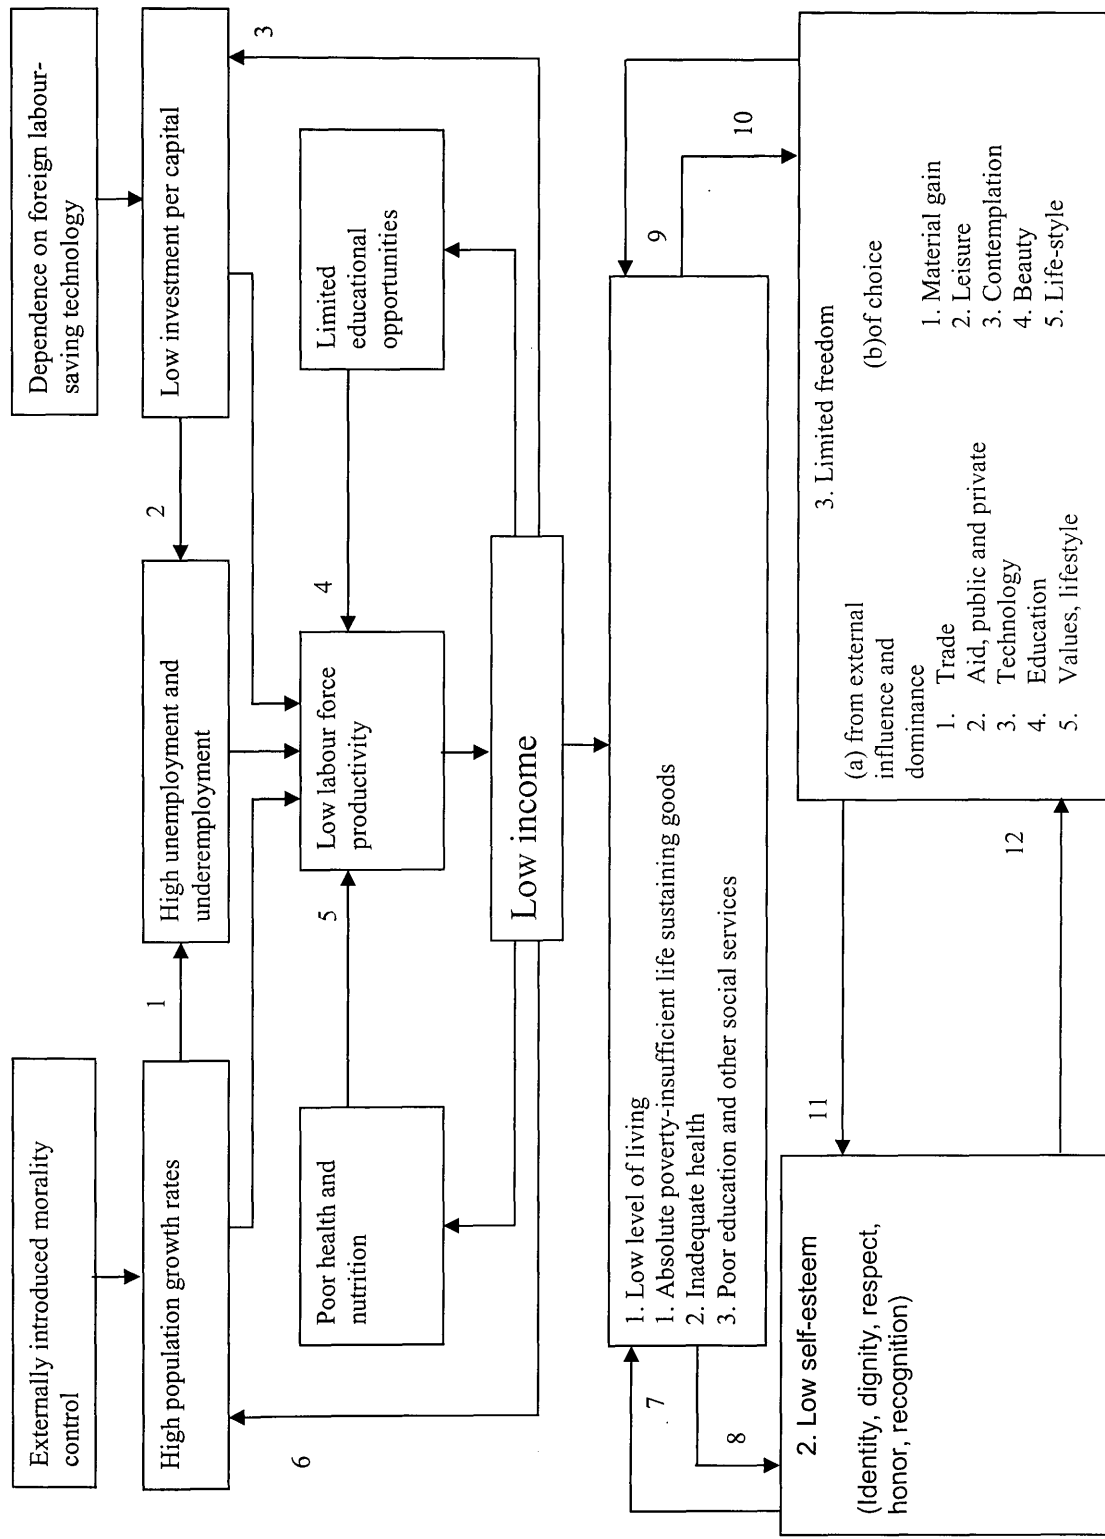 Externally introduced morality
control
Dependence on foreign labour-
saving technology
High population growth rates
1
High unemployment and
underemployment
2
Low investment per capital
3
6
Poor health and
nutrition
5
Low labour force
productivity
4
Limited
educational
opportunities
Low income
1. Low level of living
1. Absolute poverty-insufficient life sustaining goods
2. Inadequate health
3. Poor education and other social services
7
8
9
10
2. Low self-esteem
(Identity, dignity, respect,
honor, recognition)
11
12
3. Limited freedom
(a) from external
influence and
dominance
1. Trade
2. Aid, public and private
3. Technology
4. Education
5. Values, lifestyle
(b)of choice
1. Material gain
2. Leisure
3. Contemplation
4. Beauty
5. Life-style